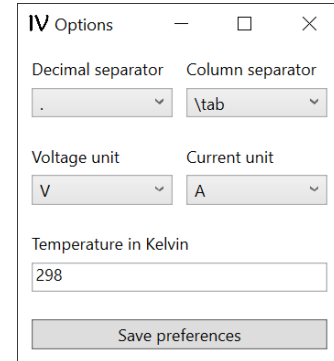 IV Options
Decimal separator Column separator
. \tab
Voltage unit Current unit
V A
Temperature in Kelvin
298
Save preferences